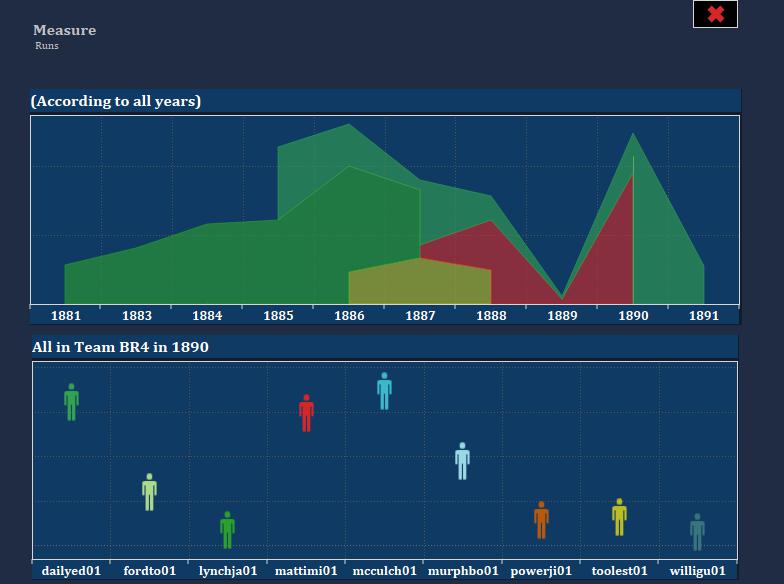 Measure
Runs
(According to all years)
1881 1883 1884 1885 1886 1887 1888 1889 1890 1891
All in Team BR4 in 1890
dailyed01 fordto01 lynchja01 mattimi01 mcculch01 murphbo01 powerji01 toolest01 willigu01